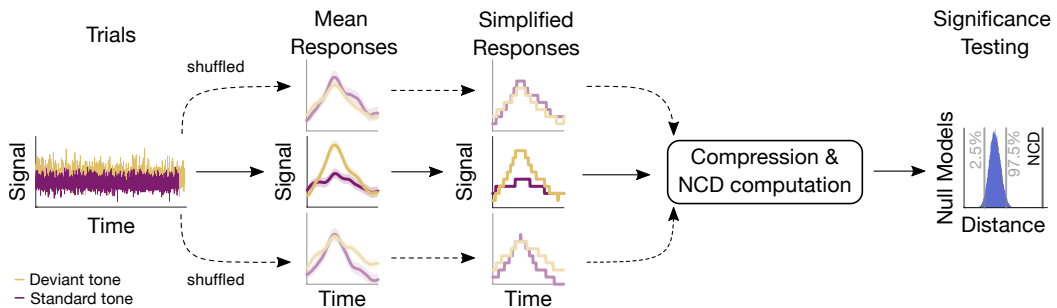 Trials
Mean
Responses
Simplified
Responses
Significance
Testing
shuffled
Signal
Time
Signal
Signal
Compression &
NCD computation
Null Models
2.5%
97.5%
NCD
Distance
shuffled
Time
Time
Deviant tone
Standard tone